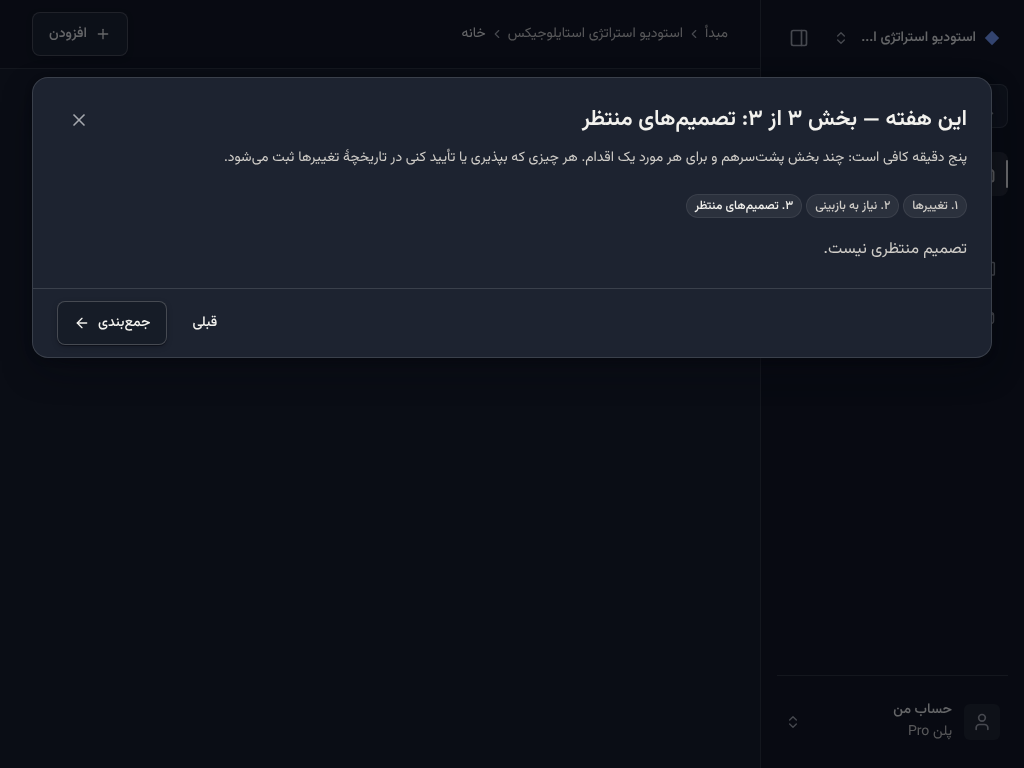 استودیو استراتژی ا...
مبدأ
استودیو استراتژی استایلوجیکس
خانه
افزودن
این هفته — بخش ۳ از ۳: تصمیم‌های منتظر
پنج دقیقه کافی است: چند بخش پشت‌سرهم و برای هر مورد یک اقدام. هر چیزی که بپذیری یا تأیید کنی در تاریخچهٔ تغییرها ثبت می‌شود.
۱. تغییرها
۲. نیاز به بازبینی
۳. تصمیم‌های منتظر
تصمیم منتظری نیست.
قبلی
جمع‌بندی
حساب من
پلن Pro